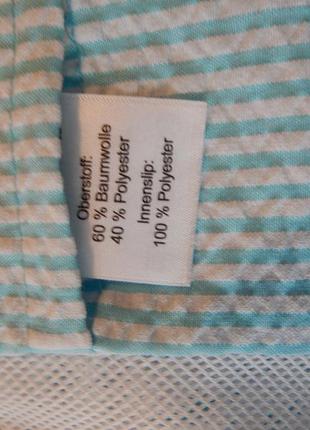 Oberstoff:
60 % Baumwolle
40 % Polyester
Innenslip:
100 % Polyester